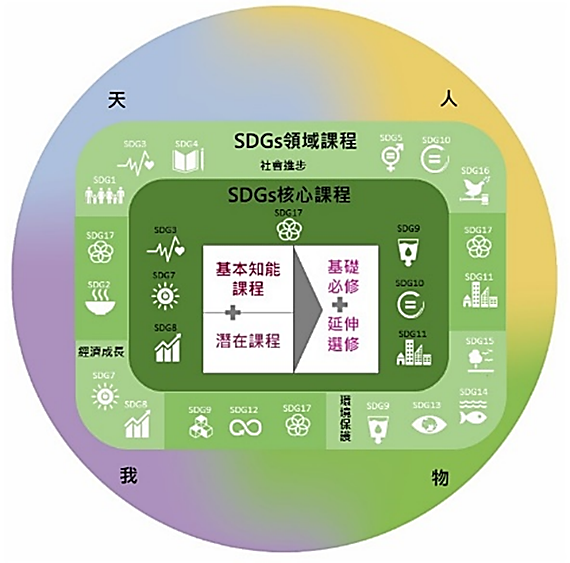 天
人
SDGs領域課程
社會進步
SDG3
SDG4
SDG5
SDG10
SDG1
SDG16
SDGs核心課程
SDG17
SDG17
SDG3
SDG9
SDG17
SDG2
SDG7
SDG10
SDG11
基本知能
課程
潛在課程
基礎
必修
延伸
選修
SDG8
SDG11
經濟成長
SDG15
SDG7
SDG8
SDG14
SDG9
SDG12
SDG17
環境保護
SDG9
SDG13
我
物